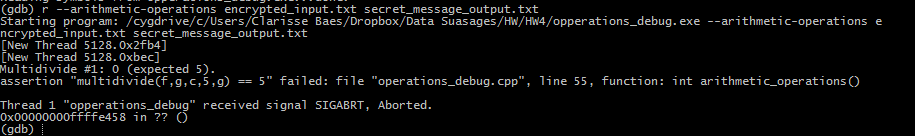 (gdb) r --arithmetic-operations encrypted_input.txt secret_message_output.txt
Starting program: /cygdrive/c/Users/Clarisse Baes/Dropbox/Data Suasages/HW/HW4/opperations_debug.exe --arithmetic-operations e
ncrypted_input.txt secret_message_output.txt
[New Thread 5128.0x2fb4]
[New Thread 5128.0xbec]
Multidivide #1: 0 (expected 5).
assertion "multidivide(f,g,c,5,g) == 5" failed: file "operations_debug.cpp", line 55, function: int arithmetic_operations()
Thread 1 "opperations_debug" received signal SIGABRT, Aborted.
0x00000000ffffe458 in ?? ()
(gdb)